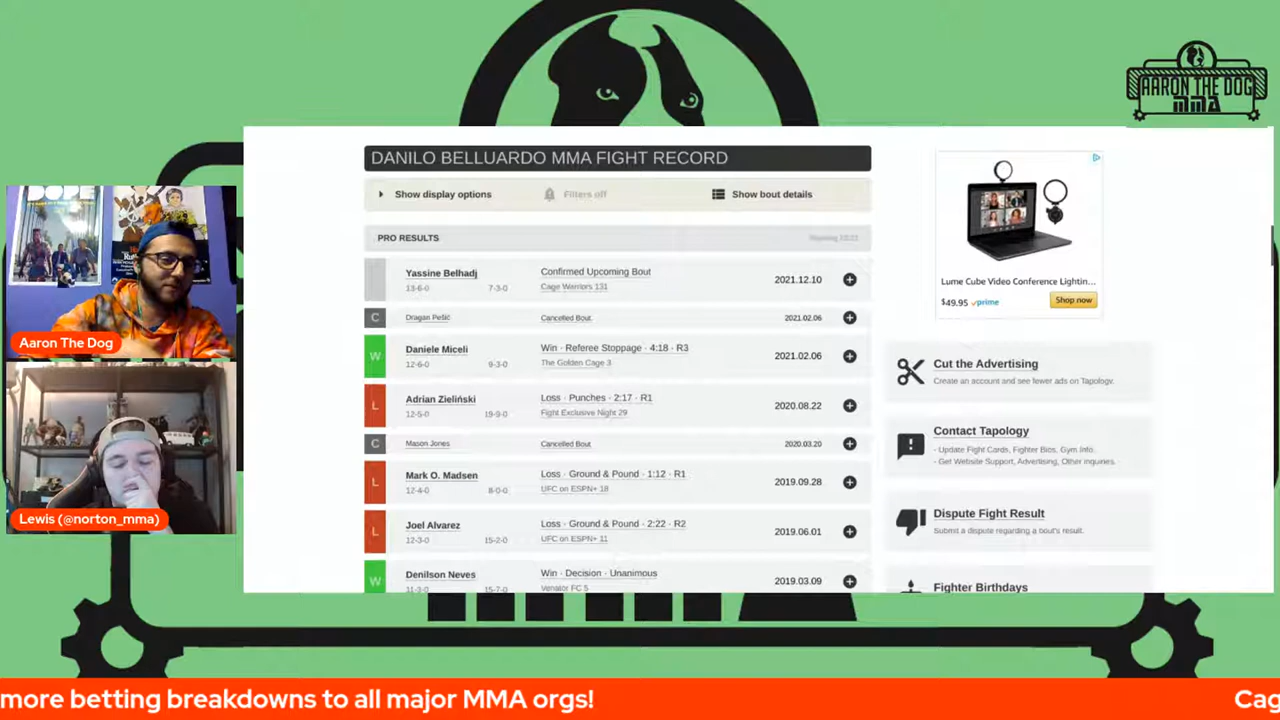 AARON THE DOG
MMA
DOPE
DANILO BELLUARDO MMA FIGHT RECORD
Show display options
Filters off
Show bout details
PRO RESULTS
Yassine Belhadj
Confirmed Upcoming Bout
2021.12.10
13-6-0
7-3-0
Cage Warriors 131
C
Dragan Pešić
Cancelled Bout
2021.02.06
W
Daniele Miceli
Win · Referee Stoppage · 4:18 · R3
2021.02.06
12-6-0
9-3-0
The Golden Cage 3
L
Adrian Zieliński
Loss · Punches · 2:17 · R1
2020.08.22
12-5-0
19-9-0
Fight Exclusive Night 29
C
Mason Jones
Cancelled Bout
2020.03.20
L
Mark O. Madsen
Loss · Ground & Pound · 1:12 · R1
2019.09.28
12-4-0
8-0-0
UFC on ESPN+ 18
L
Joel Alvarez
Loss · Ground & Pound · 2:22 · R2
2019.06.01
12-3-0
15-2-0
UFC on ESPN+ 11
W
Denilson Neves
Win · Decision · Unanimous
2019.03.09
11-3-0
15-7-0
Venator FC 5
Lume Cube Video Conference Lightin...
$49.95 prime
Shop now
Cut the Advertising
Create an account and see fewer ads on Tapology.
Contact Tapology
- Update Fight Cards, Fighter Bios, Gym Info.
- Get Website Support, Advertising, Other Inquiries.
Dispute Fight Result
Submit a dispute regarding a bout's result.
Fighter Birthdays
Aaron The Dog
Lewis (@norton_mma)
more betting breakdowns to all major MMA orgs!
Cag